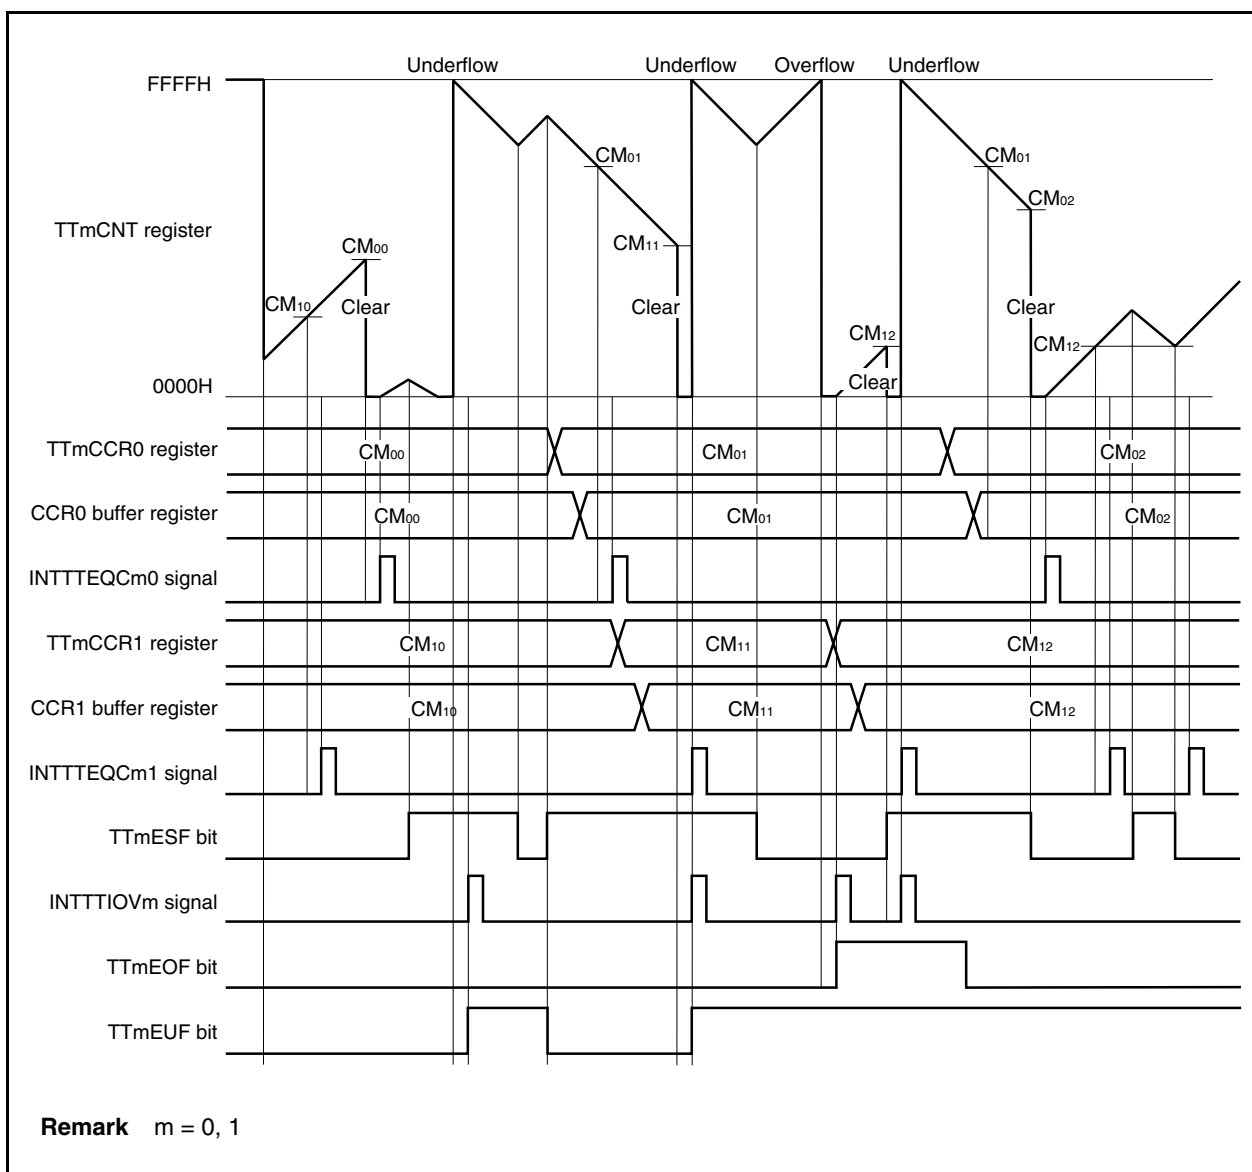 Underflow Underflow Overflow Underflow
FFFFH
CM01 CM01
CM02
TTmCNT register
CM00 CM11
CM10 Clear Clear Clear
CM12 CM12
Clear
0000H
TTmCCR0 register CM00 CM01 CM02
CCR0 buffer register CM00 CM01 CM02
INTTTEQCm0 signal
TTmCCR1 register CM10 CM11 CM12
CCR1 buffer register CM10 CM11 CM12
INTTTEQCm1 signal
TTmESF bit
INTTTIOVm signal
TTmEOF bit
TTmEUF bit
Remark m = 0, 1